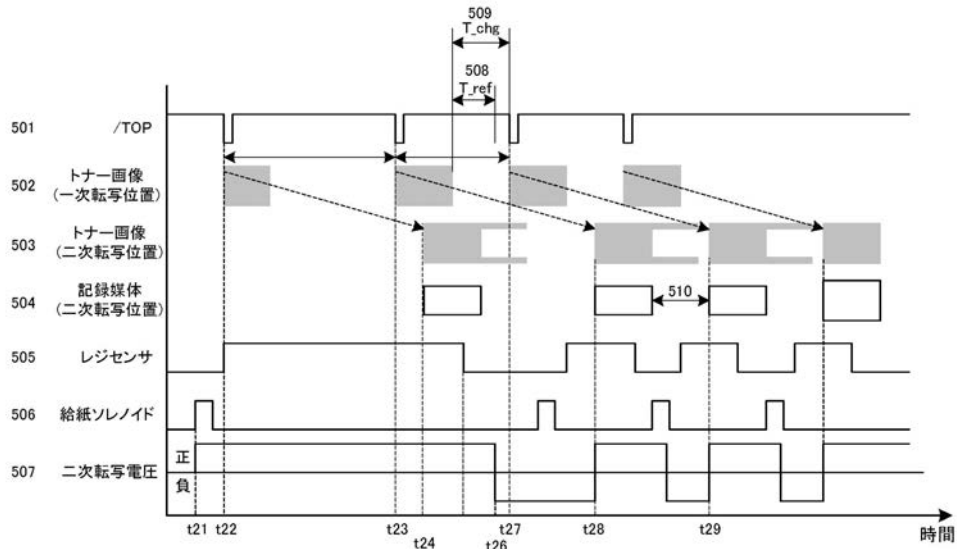 509
T_chg
508
T_ref
501 /TOP
502 トナー画像
(一次転写位置)
503 トナー画像
(二次転写位置)
504 記録媒体
(二次転写位置)
510
505 レジセンサ
506 給紙ソレノイド
507 二次転写電圧
正
負
t21 t22 t23 t24 t26 t27 t28 t29
時間